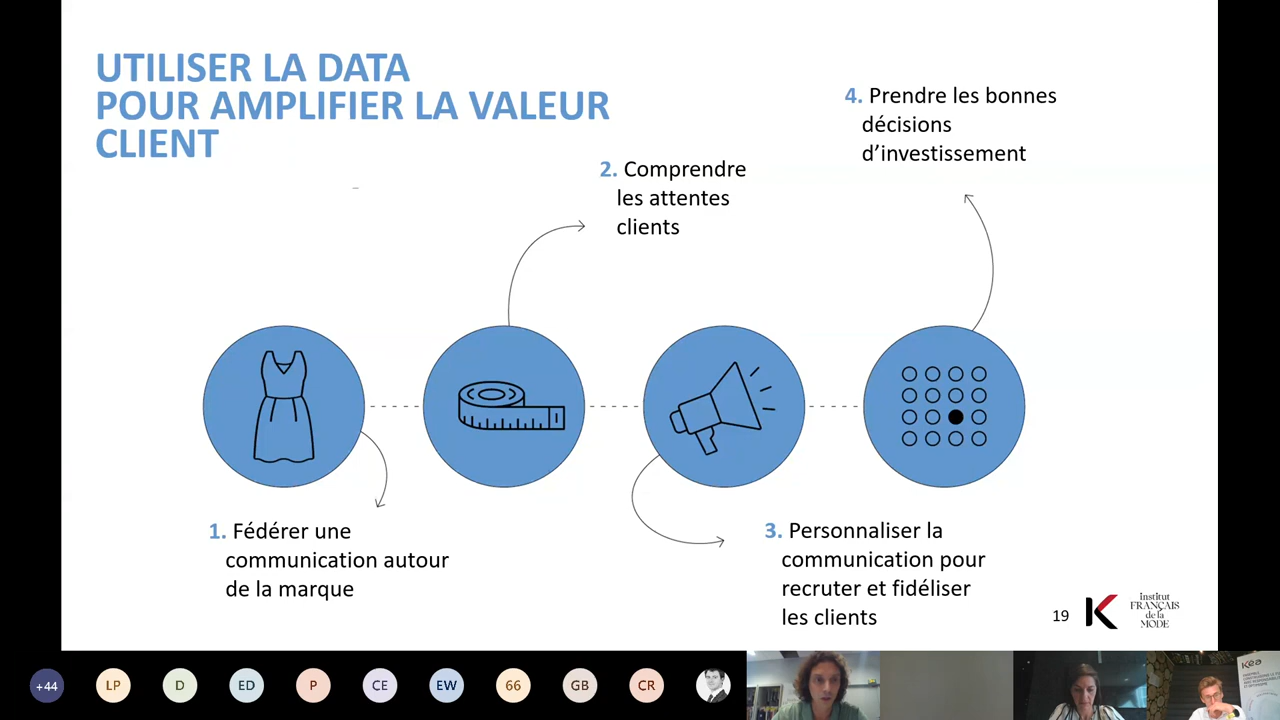 UTILISER LA DATA
POUR AMPLIFIER LA VALEUR
CLIENT
4. Prendre les bonnes
décisions
d’investissement
2. Comprendre
les attentes
clients
1. Fédérer une
communication autour
de la marque
3. Personnaliser la
communication pour
recruter et fidéliser
les clients
19
institut
FRANÇAIS
de la
MODE
+44
LP
D
ED
P
CE
EW
66
GB
CR
Kéa